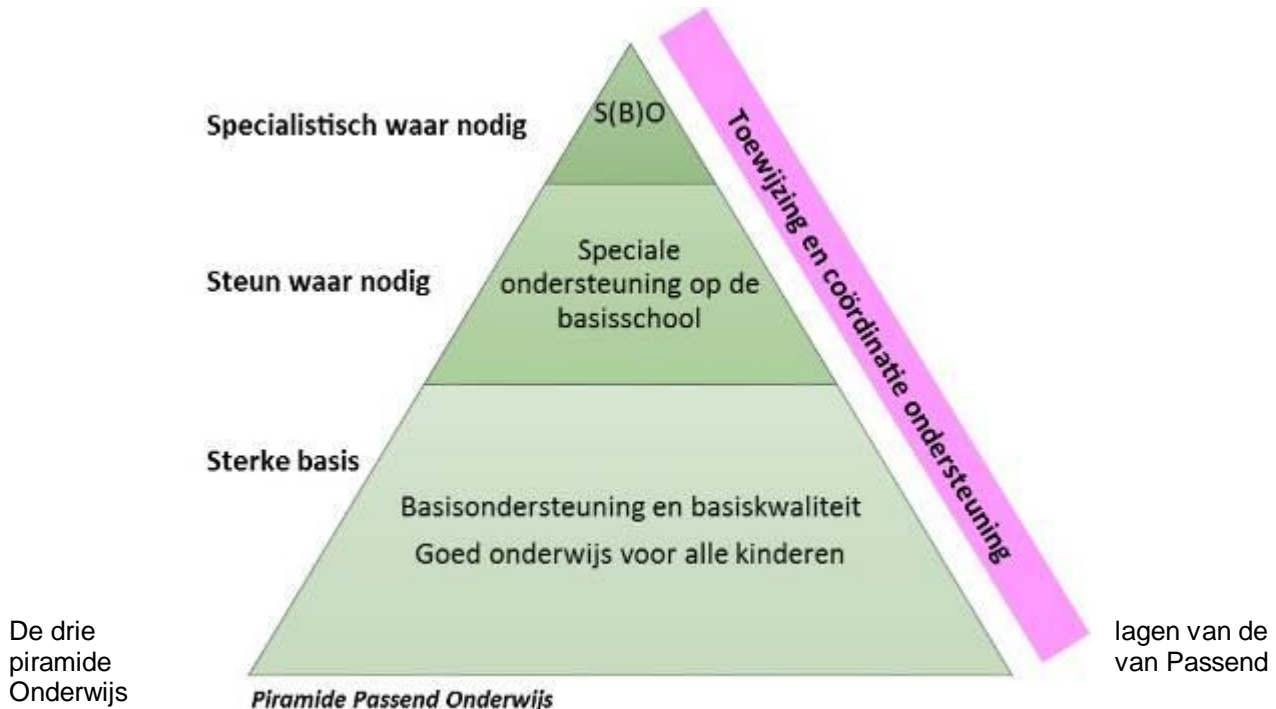 Specialistisch waar nodig
S(B)O
Steun waar nodig
Speciale
ondersteuning op de
basisschool
Sterke basis
Basisondersteuning en basiskwaliteit
Goed onderwijs voor alle kinderen
Toewijzing en coördinatie ondersteuning
De drie lagen van de
piramide van Passend
Onderwijs
Piramide Passend Onderwijs